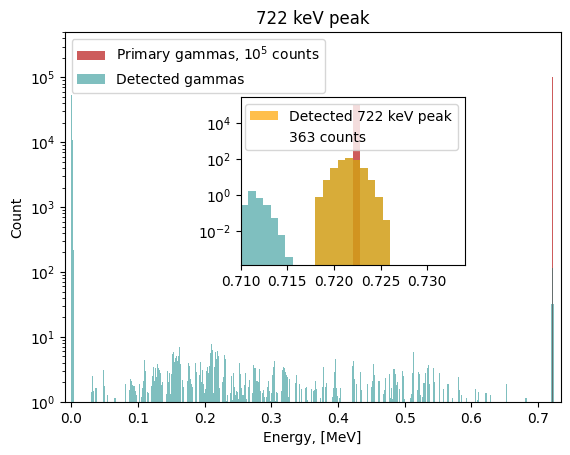 722 keV peak
Primary gammas, 10⁵ counts
Detected gammas
Detected 722 keV peak
363 counts
10⁴
10²
10⁰
10⁻²
0.710 0.715 0.720 0.725 0.730
Count
10⁵
10⁴
10³
10²
10¹
10⁰
0.0 0.1 0.2 0.3 0.4 0.5 0.6 0.7
Energy, [MeV]